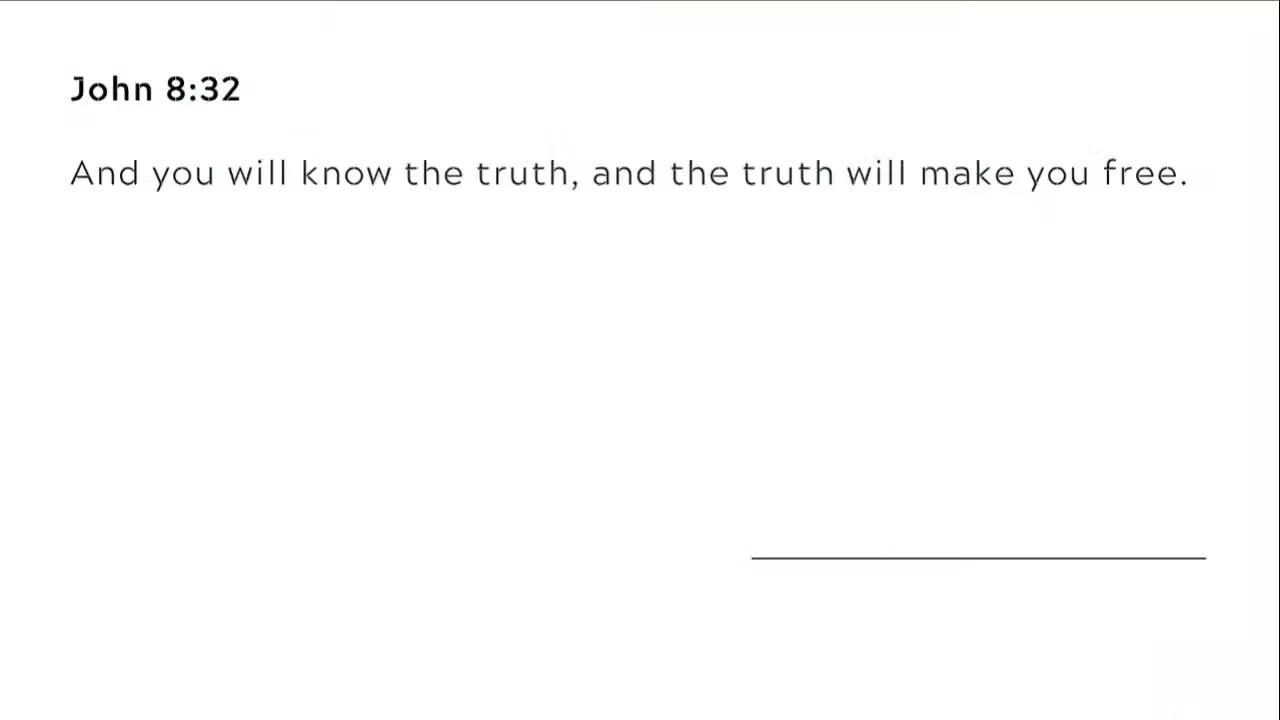 John 8:32
And you will know the truth, and the truth will make you free.